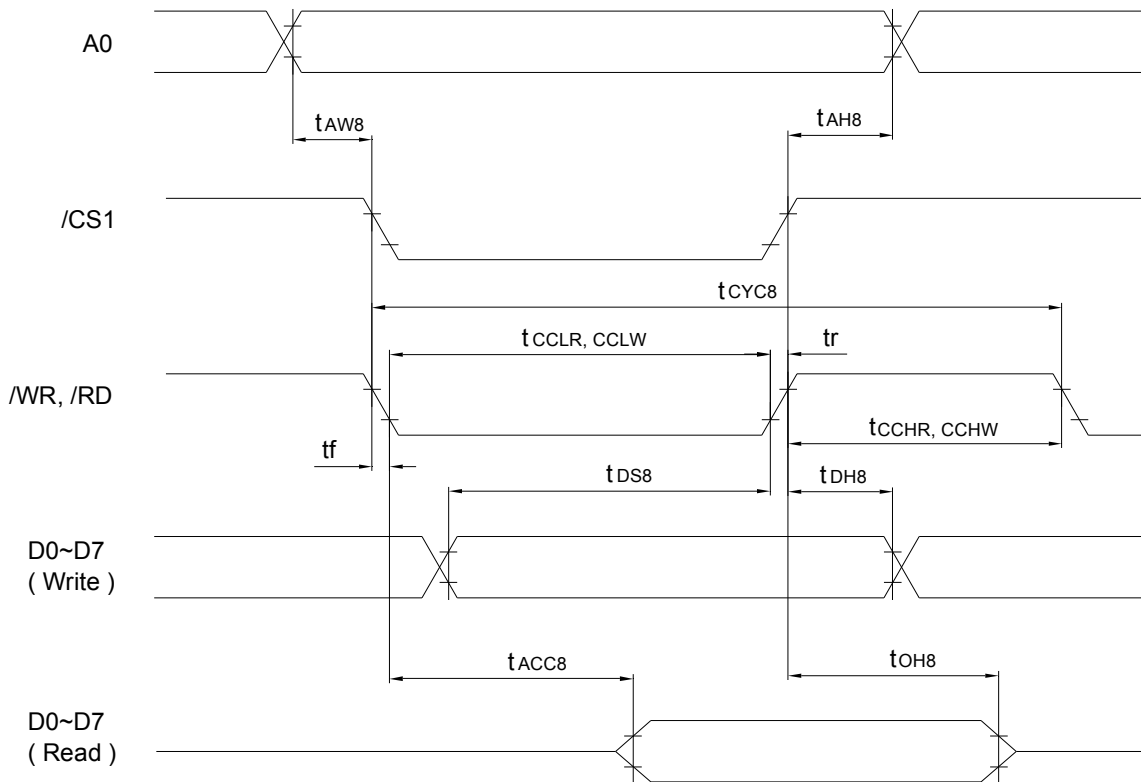 A0
tAW8
tAH8
/CS1
tCYC8
tCCLR, CCLW
tr
/WR, /RD
tCCHR, CCHW
tf
tDS8
tDH8
D0~D7
( Write )
tACC8
tOH8
D0~D7
( Read )